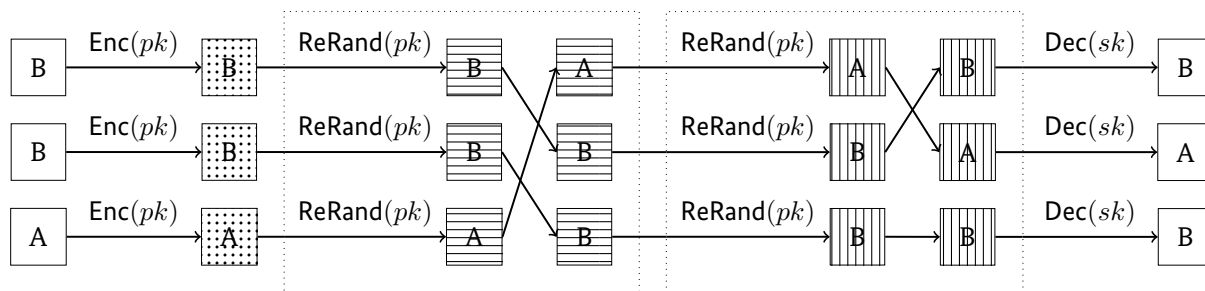 Enc(pk) ReRand(pk) ReRand(pk) Dec(sk)
B B B A A B B
Enc(pk) ReRand(pk) ReRand(pk) Dec(sk)
B B B B B A A
Enc(pk) ReRand(pk) ReRand(pk) Dec(sk)
A A A B B B B